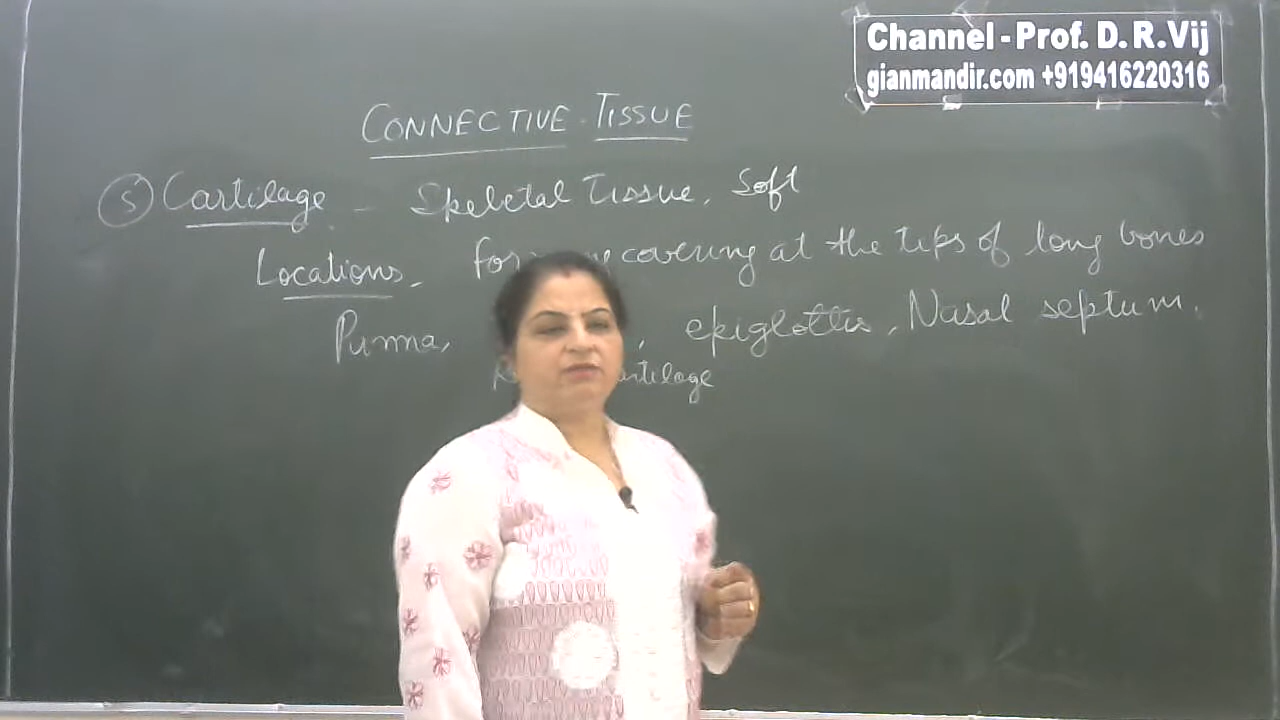 Channel - Prof. D. R. Vij
gianmandir.com +919416220316
CONNECTIVE TISSUE
5 Cartilage - Skeletal Tissue, Soft
Locations, covering at the tips of long bones
Pinna, , epiglottis, Nasal septum.